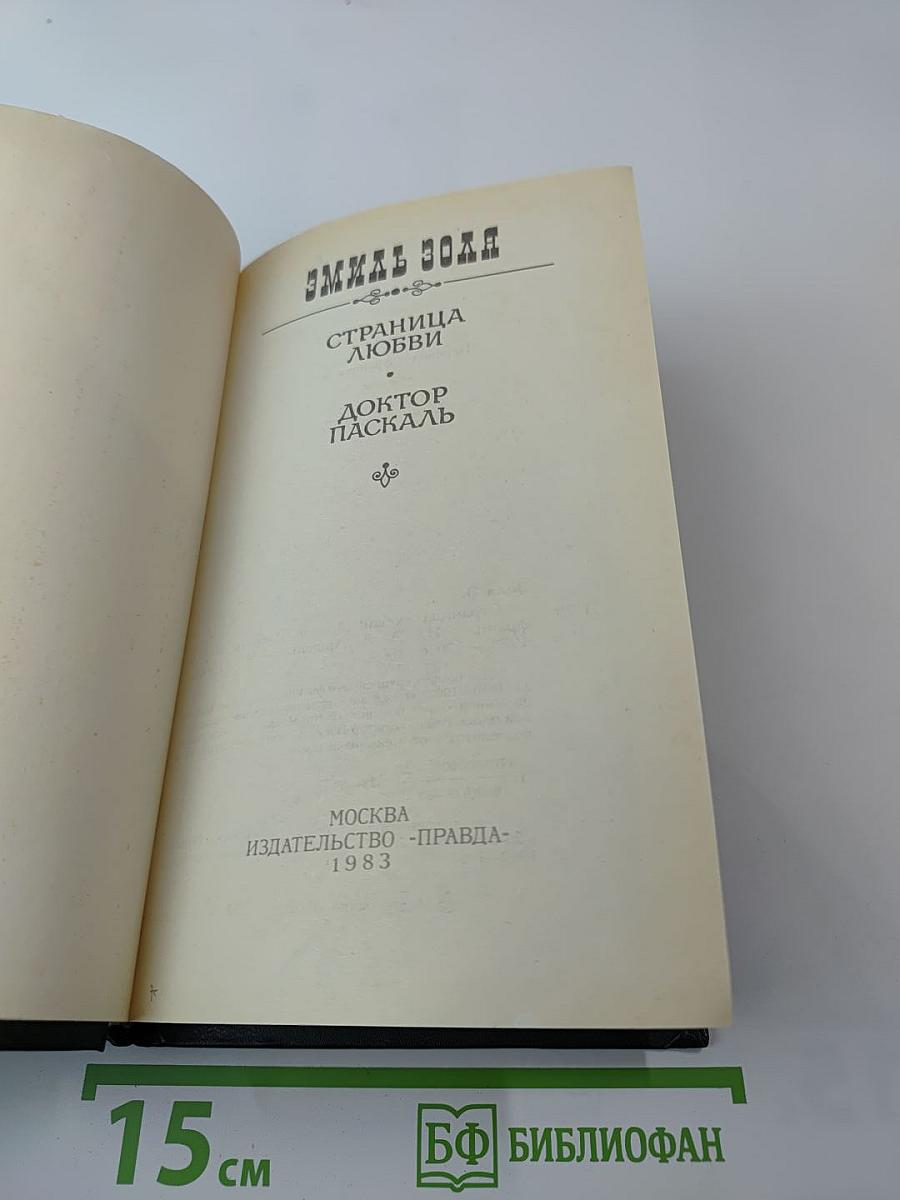 ЭМИЛЬ ЗОЛЯ
СТРАНИЦА
ЛЮБВИ
ДОКТОР
ПАСКАЛЬ
МОСКВА
ИЗДАТЕЛЬСТВО «ПРАВДА»
1983
15 см
БФ БИБЛИОФАН